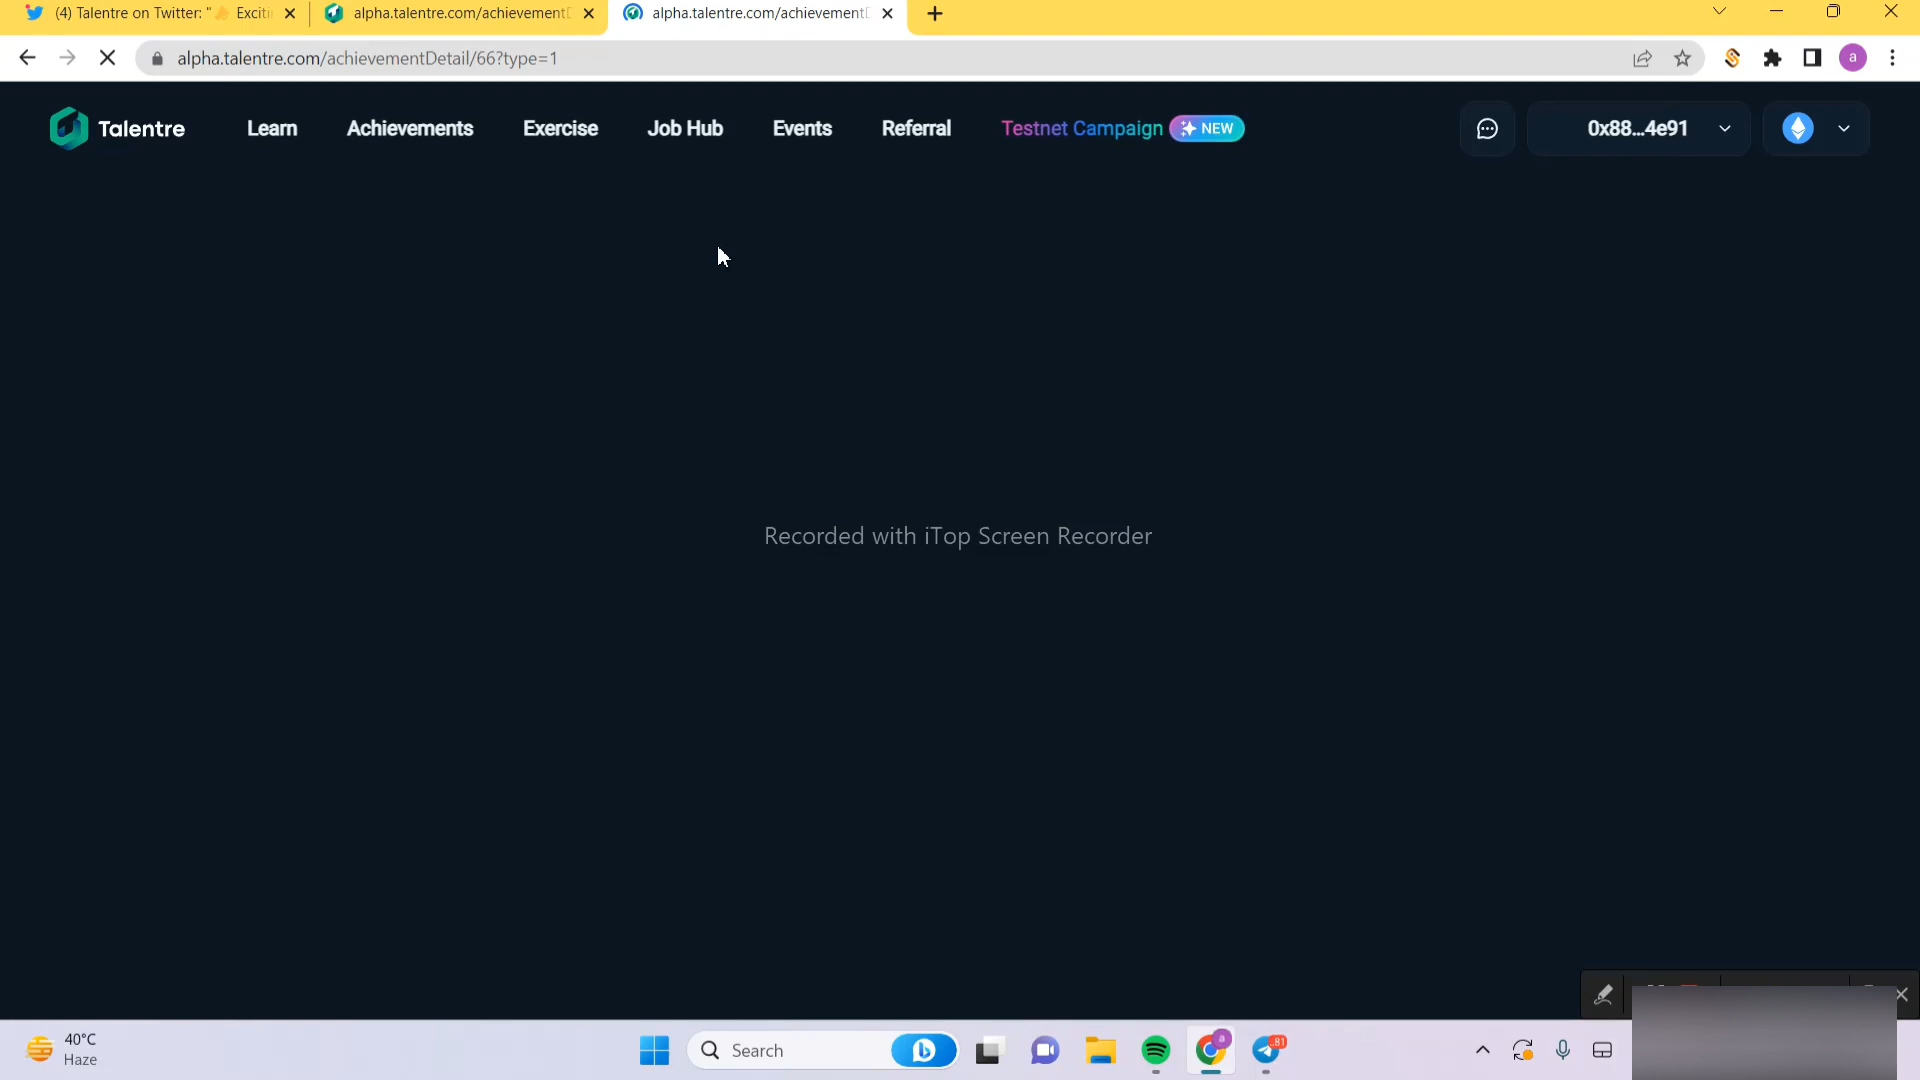 (4) Talentre on Twitter: "👏 Exciti
alpha.talentre.com/achievement
alpha.talentre.com/achievement
alpha.talentre.com/achievementDetail/66?type=1
a
Talentre
Learn
Achievements
Exercise
Job Hub
Events
Referral
Testnet Campaign
NEW
0x88...4e91
Recorded with iTop Screen Recorder
40°C
Haze
Search
a
81